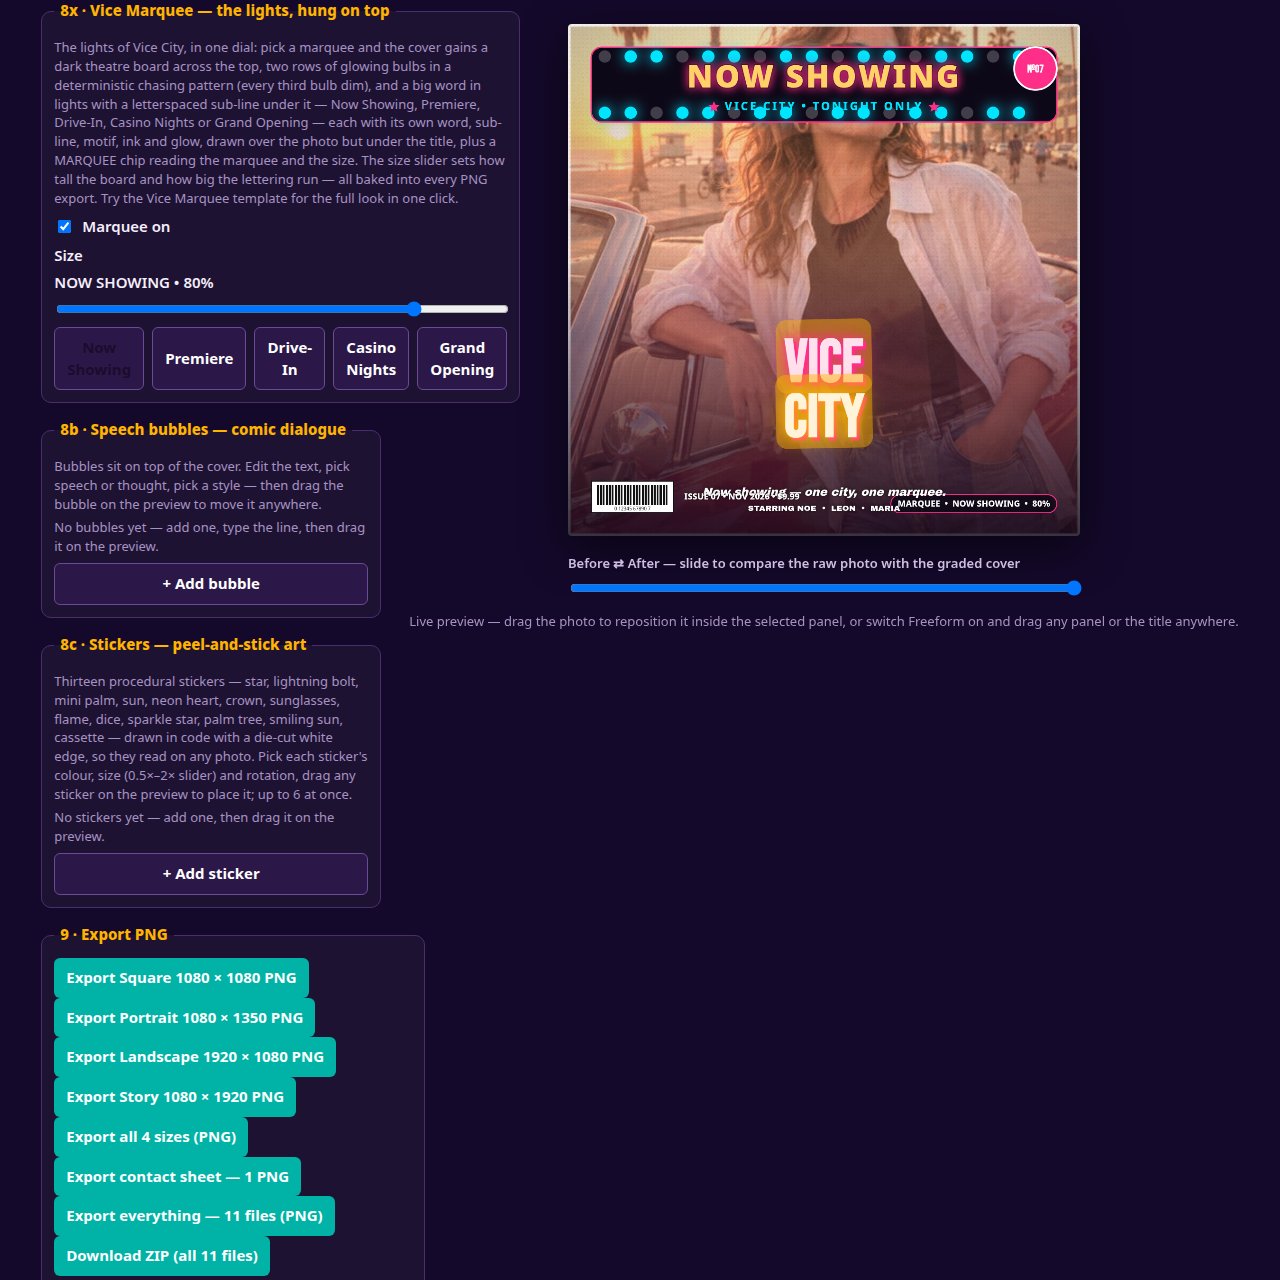 8x · Vice Marquee — the lights, hung on top
The lights of Vice City, in one dial: pick a marquee and the cover gains a
dark theatre board across the top, two rows of glowing bulbs in a
deterministic chasing pattern (every third bulb dim), and a big word in
lights with a letterspaced sub-line under it — Now Showing, Premiere,
Drive-In, Casino Nights or Grand Opening — each with its own word, sub-
line, motif, ink and glow, drawn over the photo but under the title, plus a
MARQUEE chip reading the marquee and the size. The size slider sets how
tall the board and how big the lettering run — all baked into every PNG
export. Try the Vice Marquee template for the full look in one click.
Marquee on
Size
NOW SHOWING • 80%
Now
Showing
Premiere
Drive-
In
Casino
Nights
Grand
Opening
8b · Speech bubbles — comic dialogue
Bubbles sit on top of the cover. Edit the text, pick
speech or thought, pick a style — then drag the
bubble on the preview to move it anywhere.
No bubbles yet — add one, type the line, then drag
it on the preview.
+ Add bubble
8c · Stickers — peel-and-stick art
Thirteen procedural stickers — star, lightning bolt,
mini palm, sun, neon heart, crown, sunglasses,
flame, dice, sparkle star, palm tree, smiling sun,
cassette — drawn in code with a die-cut white
edge, so they read on any photo. Pick each sticker's
colour, size (0.5×–2× slider) and rotation, drag any
sticker on the preview to place it; up to 6 at once.
No stickers yet — add one, then drag it on the
preview.
+ Add sticker
9 · Export PNG
Export Square 1080 × 1080 PNG
Export Portrait 1080 × 1350 PNG
Export Landscape 1920 × 1080 PNG
Export Story 1080 × 1920 PNG
Export all 4 sizes (PNG)
Export contact sheet — 1 PNG
Export everything — 11 files (PNG)
Download ZIP (all 11 files)
NOW SHOWING
★ VICE CITY • TONIGHT ONLY ★
№07
VICE
CITY
Now showing — one city, one marquee.
ISSUE 07 • NOV 2026 • $9.99
STARRING NOE • LEON • MARIA
MARQUEE • NOW SHOWING • 80%
Before ⇄ After — slide to compare the raw photo with the graded cover
Live preview — drag the photo to reposition it inside the selected panel, or switch Freeform on and drag any panel or the title anywhere.